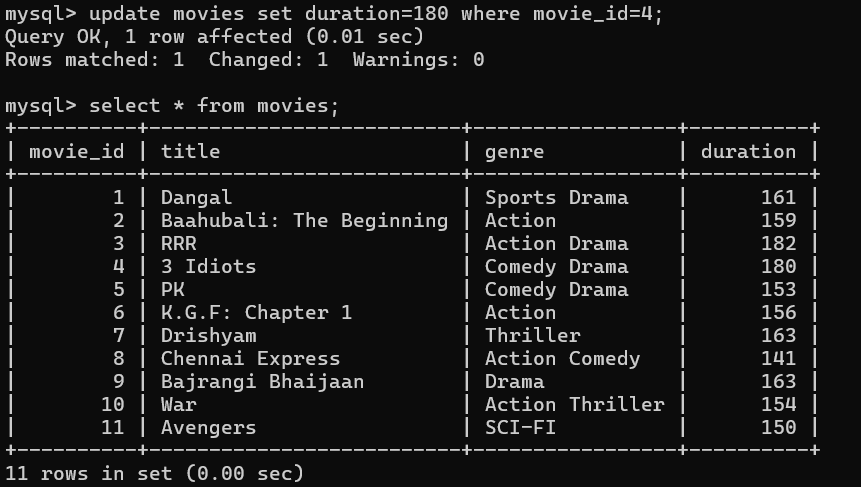 mysql> update movies set duration=180 where movie_id=4;
Query OK, 1 row affected (0.01 sec)
Rows matched: 1  Changed: 1  Warnings: 0

mysql> select * from movies;
+----------+--------------------------+-----------------+----------+
| movie_id | title                    | genre           | duration |
+----------+--------------------------+-----------------+----------+
|        1 | Dangal                   | Sports Drama    |      161 |
|        2 | Baahubali: The Beginning | Action          |      159 |
|        3 | RRR                      | Action Drama    |      182 |
|        4 | 3 Idiots                 | Comedy Drama    |      180 |
|        5 | PK                       | Comedy Drama    |      153 |
|        6 | K.G.F: Chapter 1         | Action          |      156 |
|        7 | Drishyam                 | Thriller        |      163 |
|        8 | Chennai Express          | Action Comedy   |      141 |
|        9 | Bajrangi Bhaijaan        | Drama           |      163 |
|       10 | War                      | Action Thriller |      154 |
|       11 | Avengers                 | SCI-FI          |      150 |
+----------+--------------------------+-----------------+----------+
11 rows in set (0.00 sec)